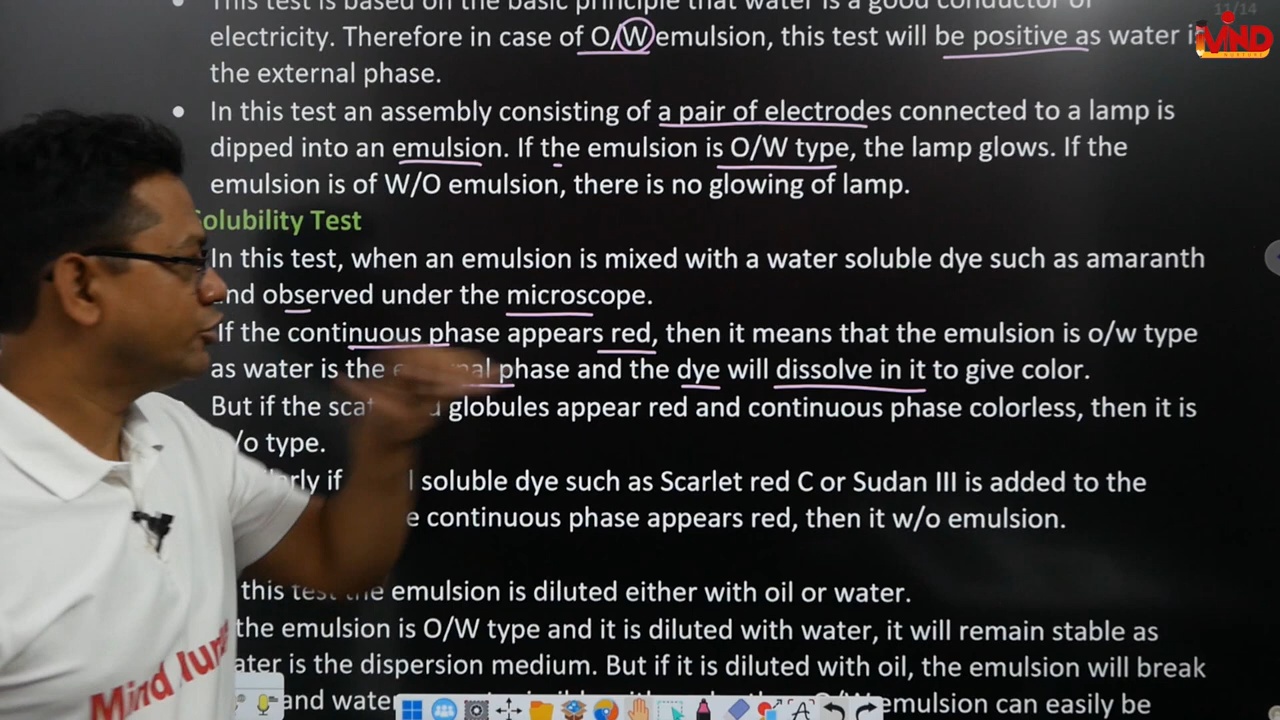 This test is based on the basic principle that water is a good conductor of
11/14
electricity. Therefore in case of O/W emulsion, this test will be positive as water
MIND
the external phase.
• In this test an assembly consisting of a pair of electrodes connected to a lamp is
dipped into an emulsion. If the emulsion is O/W type, the lamp glows. If the
emulsion is of W/O emulsion, there is no glowing of lamp.
Solubility Test
In this test, when an emulsion is mixed with a water soluble dye such as amaranth
and observed under the microscope.
If the continuous phase appears red, then it means that the emulsion is o/w type
as water is the phase and the dye will dissolve in it to give color.
But if the globules appear red and continuous phase colorless, then it is
/o type.
if soluble dye such as Scarlet red C or Sudan III is added to the
continuous phase appears red, then it w/o emulsion.
this test the emulsion is diluted either with oil or water.
the emulsion is O/W type and it is diluted with water, it will remain stable as
water is the dispersion medium. But if it is diluted with oil, the emulsion will break
and water emulsion can easily be
Mind